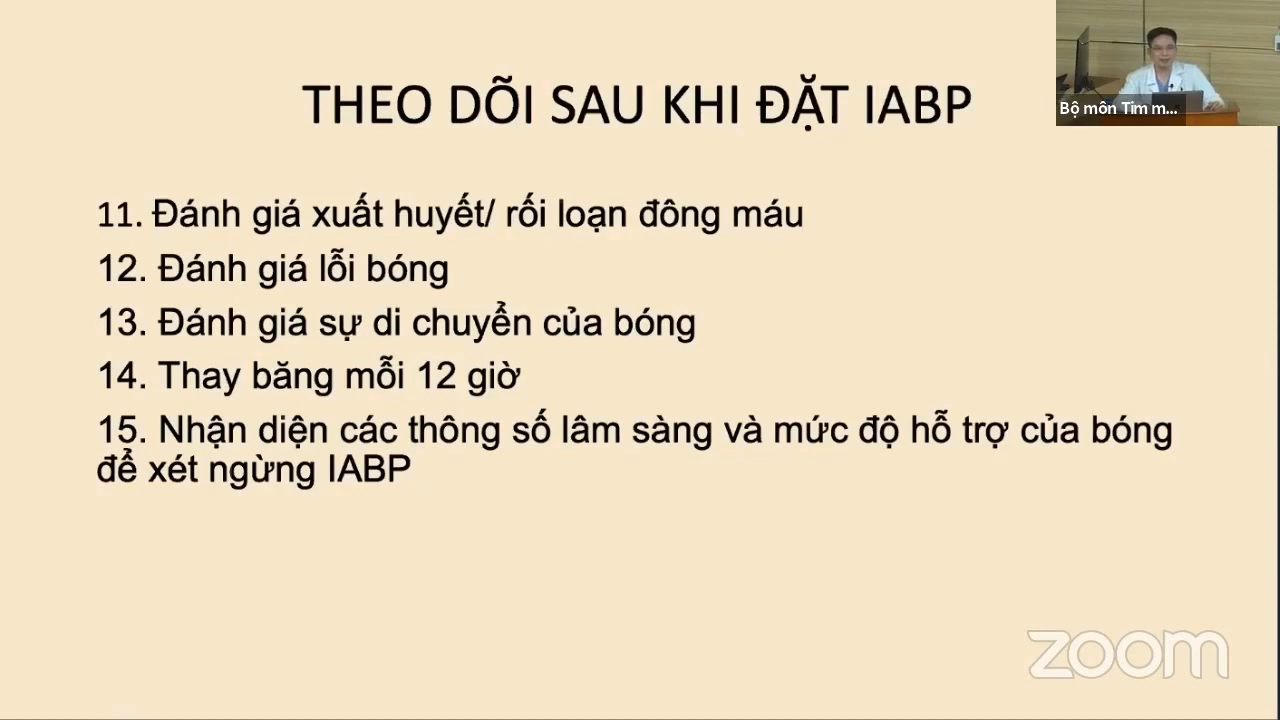 THEO DÕI SAU KHI ĐẶT IABP
Bộ môn Tim m...
11. Đánh giá xuất huyết/ rối loạn đông máu
12. Đánh giá lỗi bóng
13. Đánh giá sự di chuyển của bóng
14. Thay băng mỗi 12 giờ
15. Nhận diện các thông số lâm sàng và mức độ hỗ trợ của bóng
để xét ngừng IABP
zoom